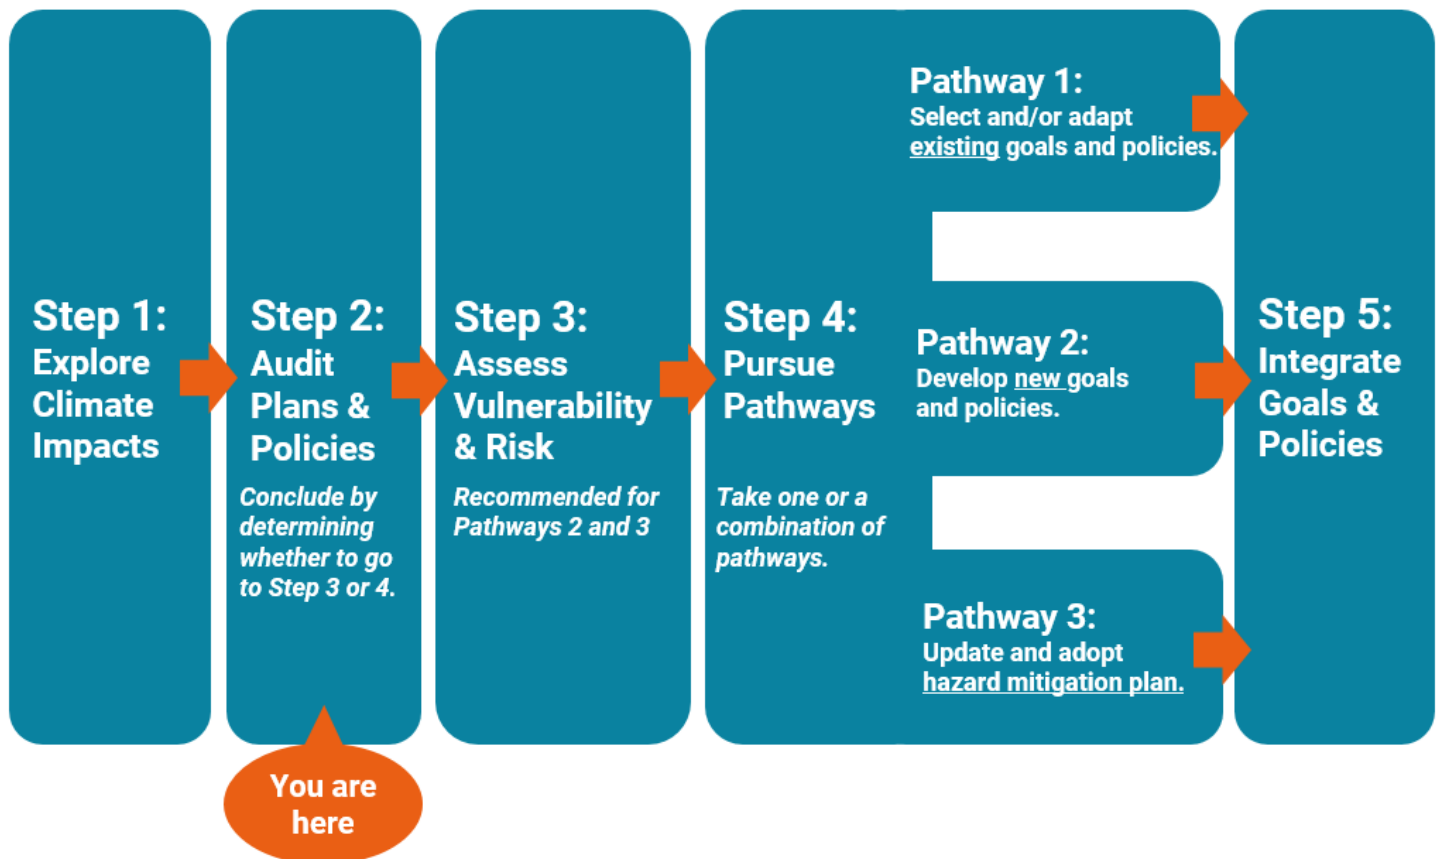 Step 1:
Explore
Climate
Impacts
Step 2:
Audit
Plans &
Policies
Conclude by
determining
whether to go
to Step 3 or 4.
You are
here
Step 3:
Assess
Vulnerability
& Risk
Recommended for
Pathways 2 and 3
Step 4:
Pursue
Pathways
Take one or a
combination of
pathways.
Pathway 1:
Select and/or adapt
existing goals and policies.
Pathway 2:
Develop new goals
and policies.
Pathway 3:
Update and adopt
hazard mitigation plan.
Step 5:
Integrate
Goals &
Policies